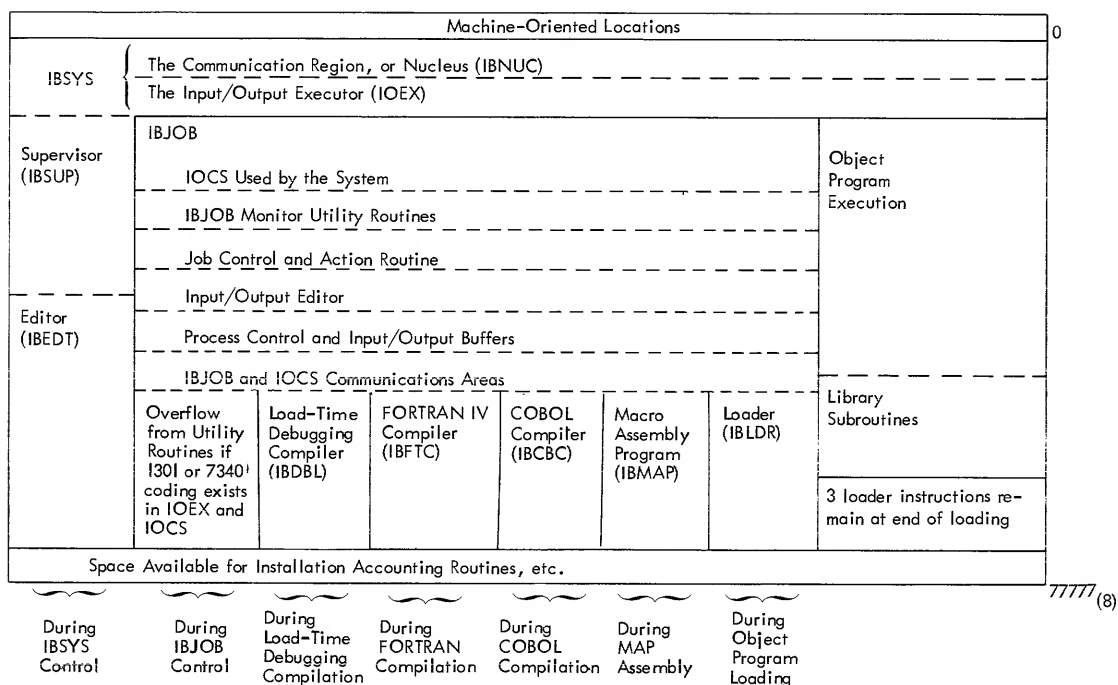 Machine-Oriented Locations
0
IBSYS
The Communication Region, or Nucleus (IBNUC)
The Input/Output Executor (IOEX)
Supervisor
(IBSUP)
Editor
(IBEDT)
IBJOB
IOCS Used by the System
IBJOB Monitor Utility Routines
Job Control and Action Routine
Input/Output Editor
Process Control and Input/Output Buffers
IBJOB and IOCS Communications Areas
Object
Program
Execution
Overflow
from Utility
Routines if
1301 or 7340
coding exists
in IOEX and
IOCS
Load-Time
Debugging
Compiler
(IBDBL)
FORTRAN IV
Compiler
(IBFTC)
COBOL
Compiler
(IBCBC)
Macro
Assembly
Program
(IBMAP)
Loader
(IBLDR)
Library
Subroutines
3 loader instructions re-
main at end of loading
Space Available for Installation Accounting Routines, etc.
77777(8)
During
IBSYS
Control
During
IBJOB
Control
During
Load-Time
Debugging
Compilation
During
FORTRAN
Compilation
During
COBOL
Compilation
During
MAP
Assembly
During
Object
Program
Loading